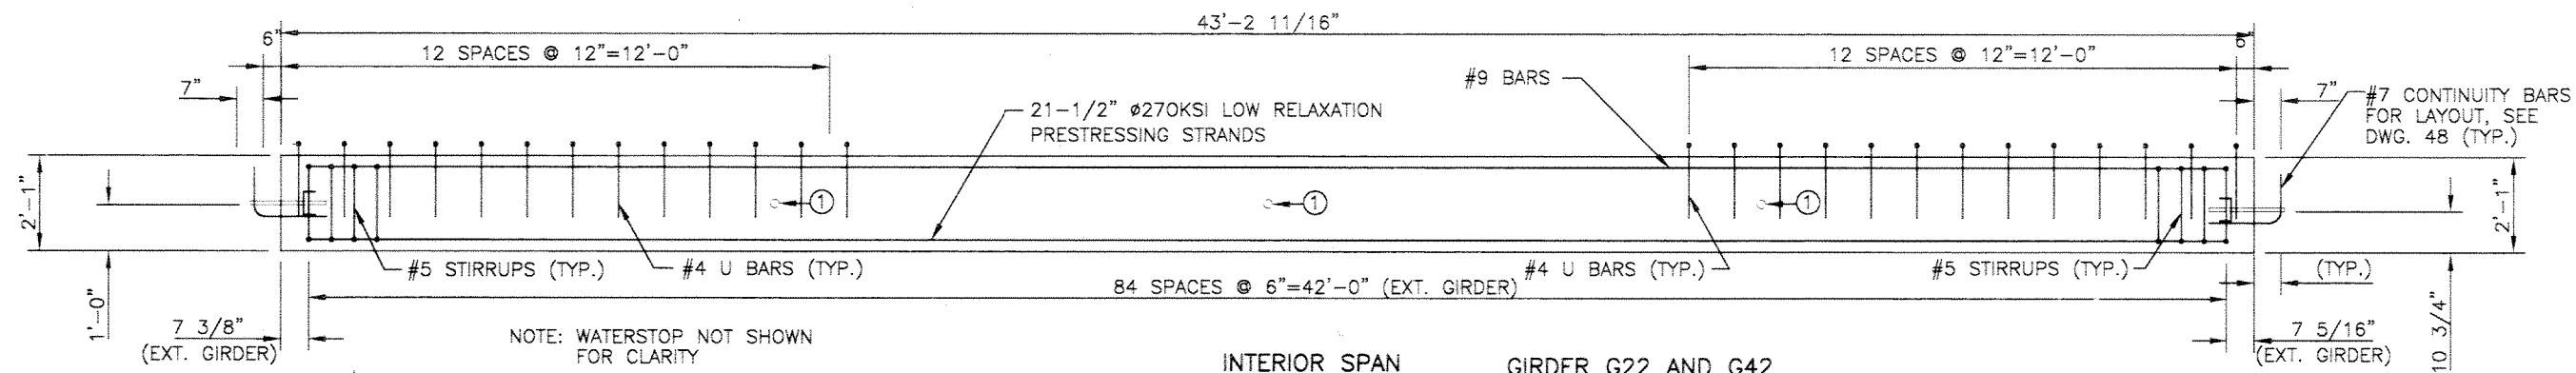 43'-2 11/16"
6"
12 SPACES @ 12"=12'-0"
12 SPACES @ 12"=12'-0"
6"
7"
#9 BARS
7"
#7 CONTINUITY BARS
FOR LAYOUT, SEE
DWG. 48 (TYP.)
21-1/2" ø270KSI LOW RELAXATION
PRESTRESSING STRANDS
2'-1"
1
1
1
2'-1"
#5 STIRRUPS (TYP.)
#4 U BARS (TYP.)
#4 U BARS (TYP.)
#5 STIRRUPS (TYP.)
(TYP.)
84 SPACES @ 6"=42'-0" (EXT. GIRDER)
1'-0"
7 3/8"
(EXT. GIRDER)
NOTE: WATERSTOP NOT SHOWN
FOR CLARITY
7 5/16"
(EXT. GIRDER)
10 3/4"
INTERIOR SPAN
GIRDER G22 AND G42